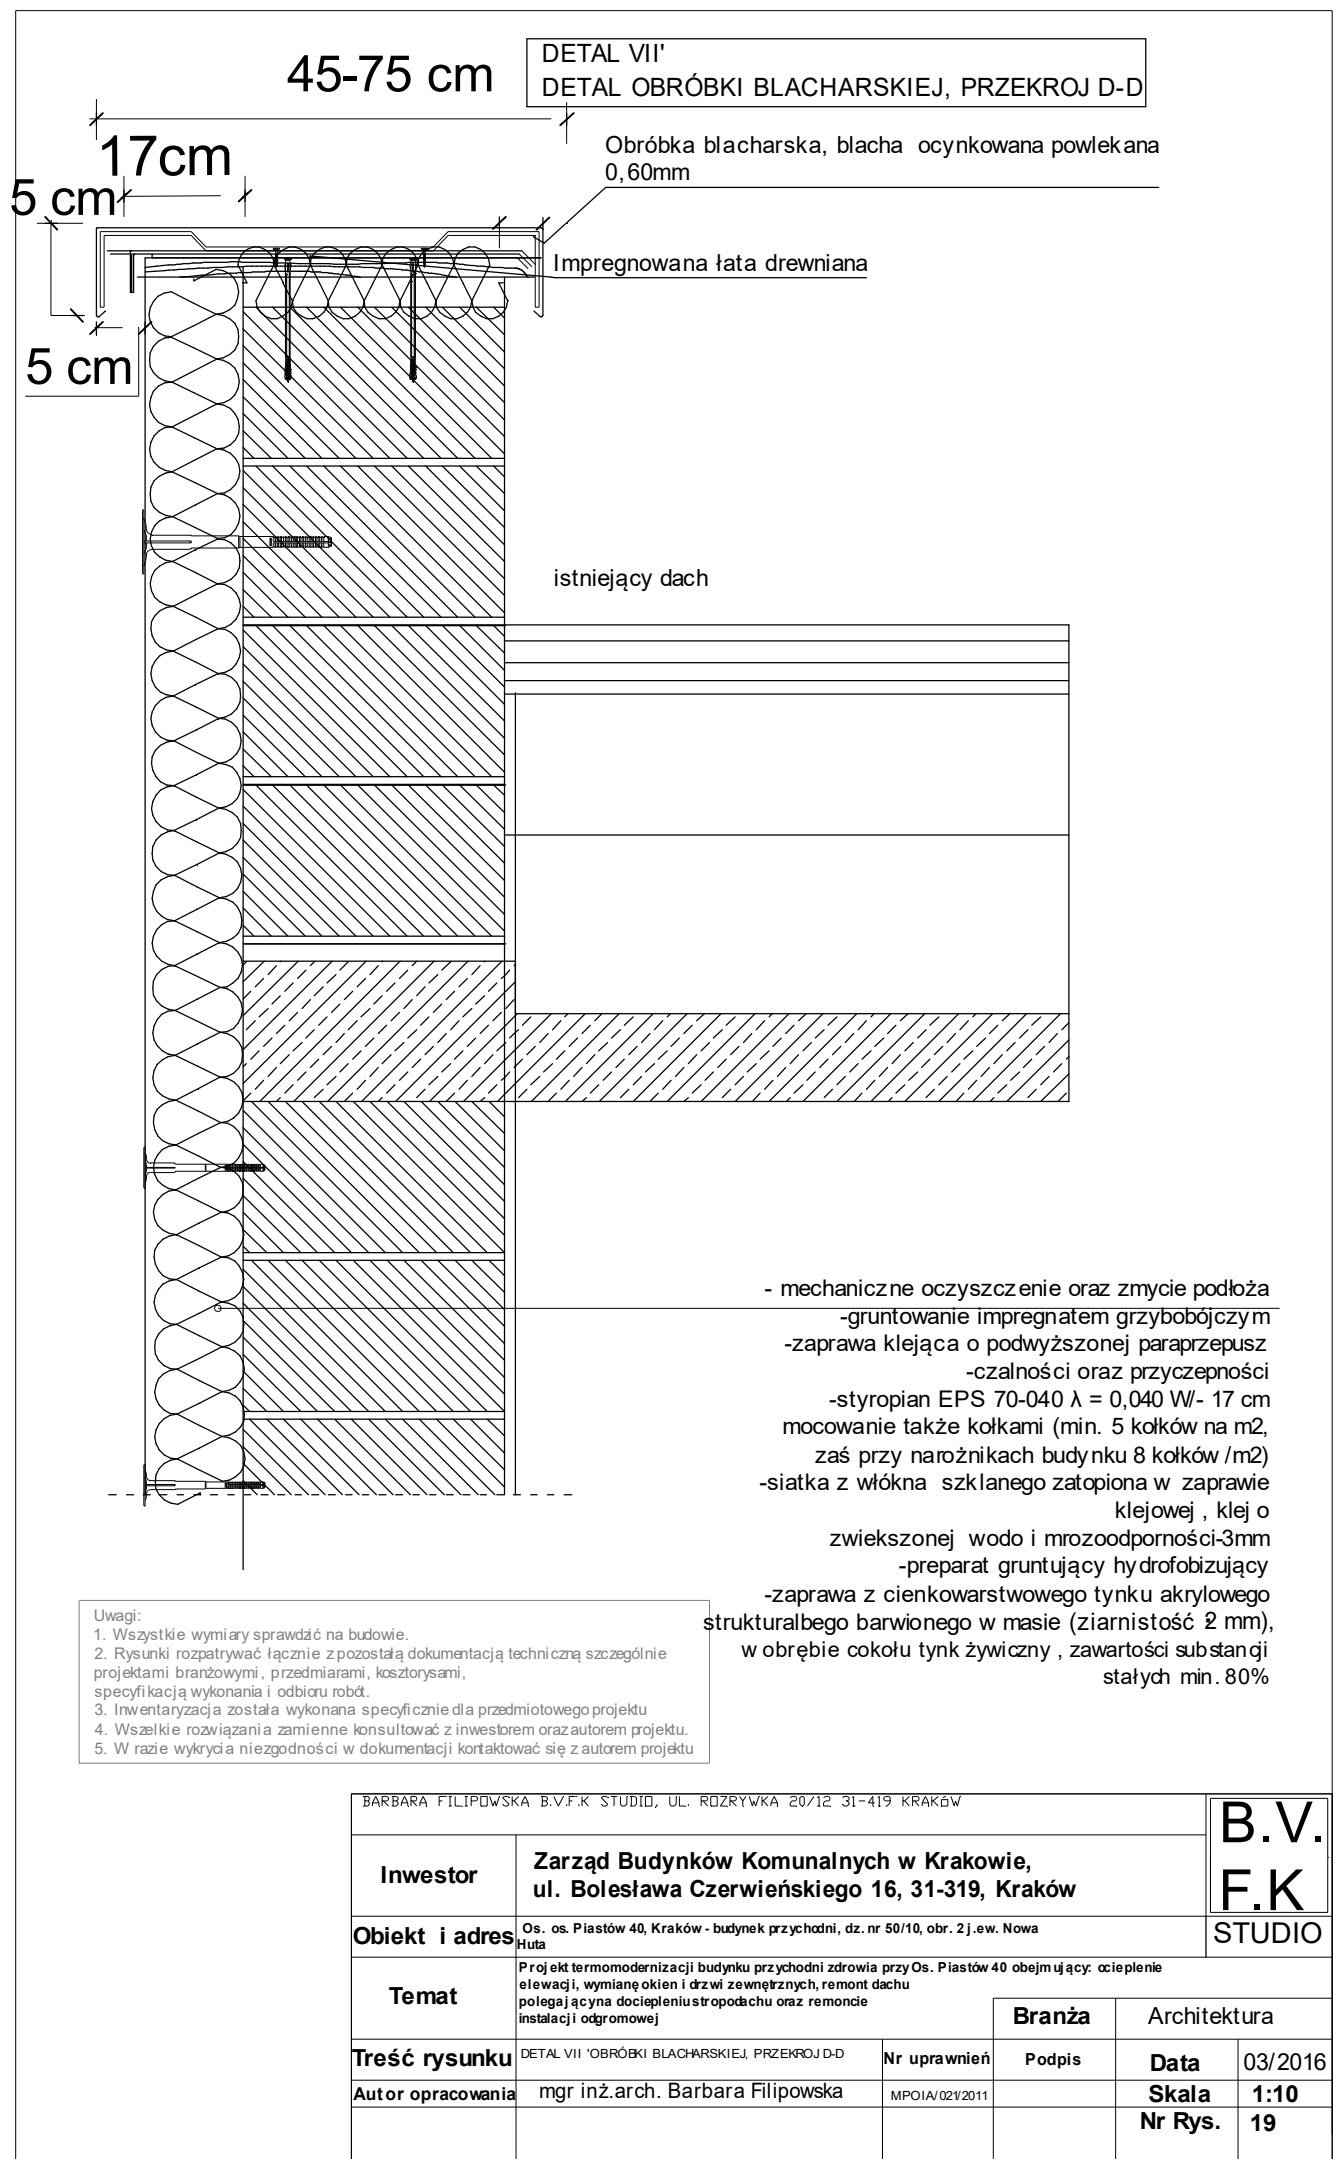 45-75 cm
DETAL VII'
DETAL OBRÓBKI BLACHARSKIEJ, PRZEKROJ D-D
17cm
5 cm
Obróbka blacharska, blacha ocynkowana powlekana
0,60mm
Impregnowana łata drewniana
5 cm
istniejący dach
- mechaniczne oczyszczenie oraz zmycie podłoża
-gruntowanie impregnatem grzybobójczym
-zaprawa klejąca o podwyższonej paraprzepusz
-czalności oraz przyczepności
-styropian EPS 70-040 λ = 0,040 W/- 17 cm
mocowanie także kołkami (min. 5 kołków na m2,
zaś przy narożnikach budynku 8 kołków /m2)
-siatka z włókna szklanego zatopiona w zaprawie
klejowej , klej o
zwiekszonej wodo i mrozoodporności-3mm
-preparat gruntujący hydrofobizujący
-zaprawa z cienkowarstwowego tynku akrylowego
strukturalbego barwionego w masie (ziarnistość 2 mm),
w obrębie cokołu tynk żywiczny , zawartości substancji
stałych min. 80%
Uwagi:
1. Wszystkie wymiary sprawdzić na budowie.
2. Rysunki rozpatrywać łącznie z pozostałą dokumentacją techniczną szczególnie
projektami branżowymi, przedmiarami, kosztorysami,
specyfikacją wykonania i odbioru robót.
3. Inwentaryzacja została wykonana specyficznie dla przedmiotowego projektu
4. Wszelkie rozwiązania zamienne konsultować z inwestorem oraz autorem projektu.
5. W razie wykrycia niezgodności w dokumentacji kontaktować się z autorem projektu
BARBARA FILIPOWSKA B.V.F.K STUDIO, UL. ROZRYWKA 20/12 31-419 KRAKóW
B.V.
F.K
STUDIO
Inwestor
Zarząd Budynków Komunalnych w Krakowie,
ul. Bolesława Czerwieńskiego 16, 31-319, Kraków
Obiekt i adres
Os. os. Piastów 40, Kraków - budynek przychodni, dz. nr 50/10, obr. 2 j.ew. Nowa
Huta
Temat
Projekt termomodernizacji budynku przychodni zdrowia przy Os. Piastów 40 obejmujący: ocieplenie
elewacji, wymianę okien i drzwi zewnętrznych, remont dachu
polegający na dociepleniu stropodachu oraz remoncie
instalacji odgromowej
Branża
Architektura
Treść rysunku
DETAL VII 'OBRÓBKI BLACHARSKIEJ, PRZEKROJ D-D
Nr uprawnień
Podpis
Data
03/2016
Autor opracowania
mgr inż.arch. Barbara Filipowska
MPOIA/021/2011
Skala
1:10
Nr Rys.
19